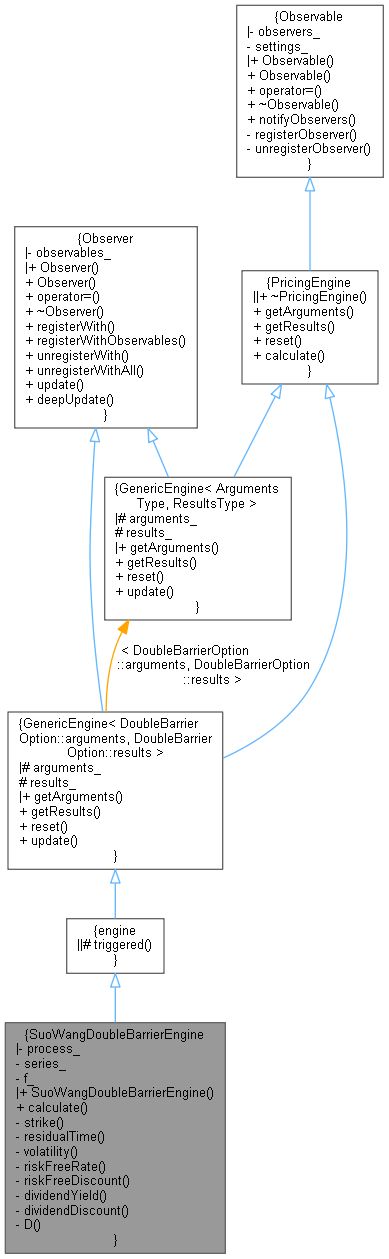 {Observable
|- observers_
- settings_
|+ Observable()
+ Observable()
+ operator=()
+ ~Observable()
+ notifyObservers()
- registerObserver()
- unregisterObserver()
}
{Observer
|- observables_
|+ Observer()
+ Observer()
+ operator=()
+ ~Observer()
+ registerWith()
+ registerWithObservables()
+ unregisterWith()
+ unregisterWithAll()
+ update()
+ deepUpdate()
}
{PricingEngine
||+ ~PricingEngine()
+ getArguments()
+ getResults()
+ reset()
+ calculate()
}
{GenericEngine< Arguments
Type, ResultsType >
|# arguments_
# results_
|+ getArguments()
+ getResults()
+ reset()
+ update()
}
< DoubleBarrierOption
::arguments, DoubleBarrierOption
::results >
{GenericEngine< DoubleBarrier
Option::arguments, DoubleBarrier
Option::results >
|# arguments_
# results_
|+ getArguments()
+ getResults()
+ reset()
+ update()
}
{engine
||# triggered()
}
{SuoWangDoubleBarrierEngine
|- process_
- series_
- f_
|+ SuoWangDoubleBarrierEngine()
+ calculate()
- strike()
- residualTime()
- volatility()
- riskFreeRate()
- riskFreeDiscount()
- dividendYield()
- dividendDiscount()
- D()
}